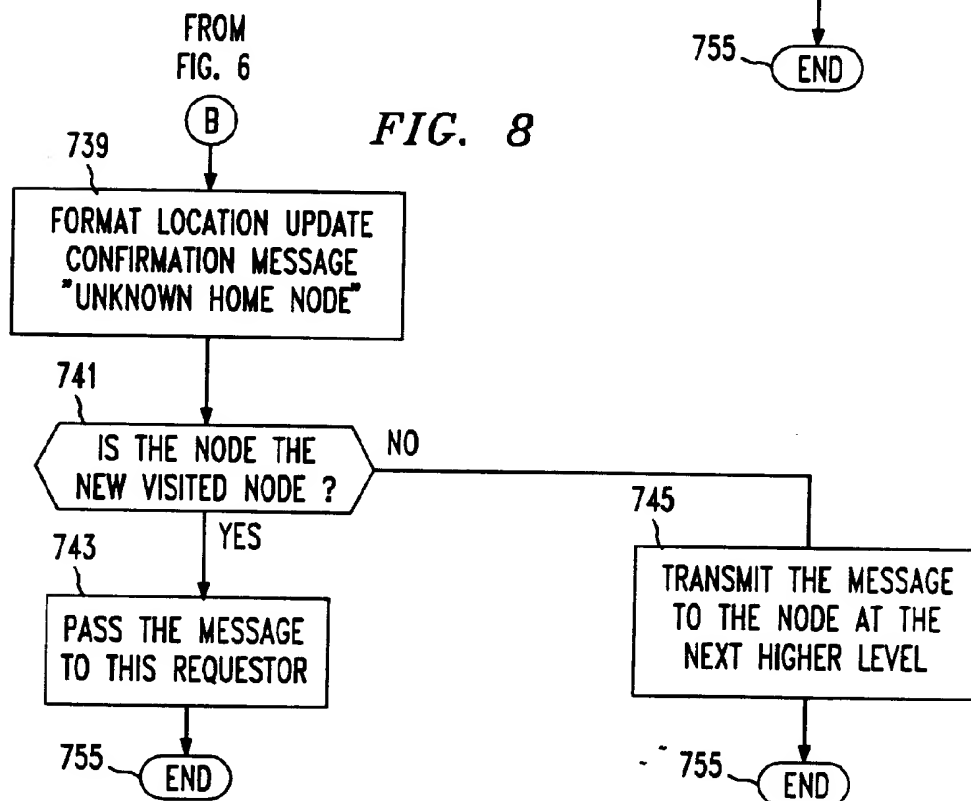 FROM
FIG. 6
B
755
END
FIG. 8
739
FORMAT LOCATION UPDATE
CONFIRMATION MESSAGE
"UNKNOWN HOME NODE"
741
IS THE NODE THE
NEW VISITED NODE ?
NO
YES
743
PASS THE MESSAGE
TO THIS REQUESTOR
755
END
745
TRANSMIT THE MESSAGE
TO THE NODE AT THE
NEXT HIGHER LEVEL
755
END